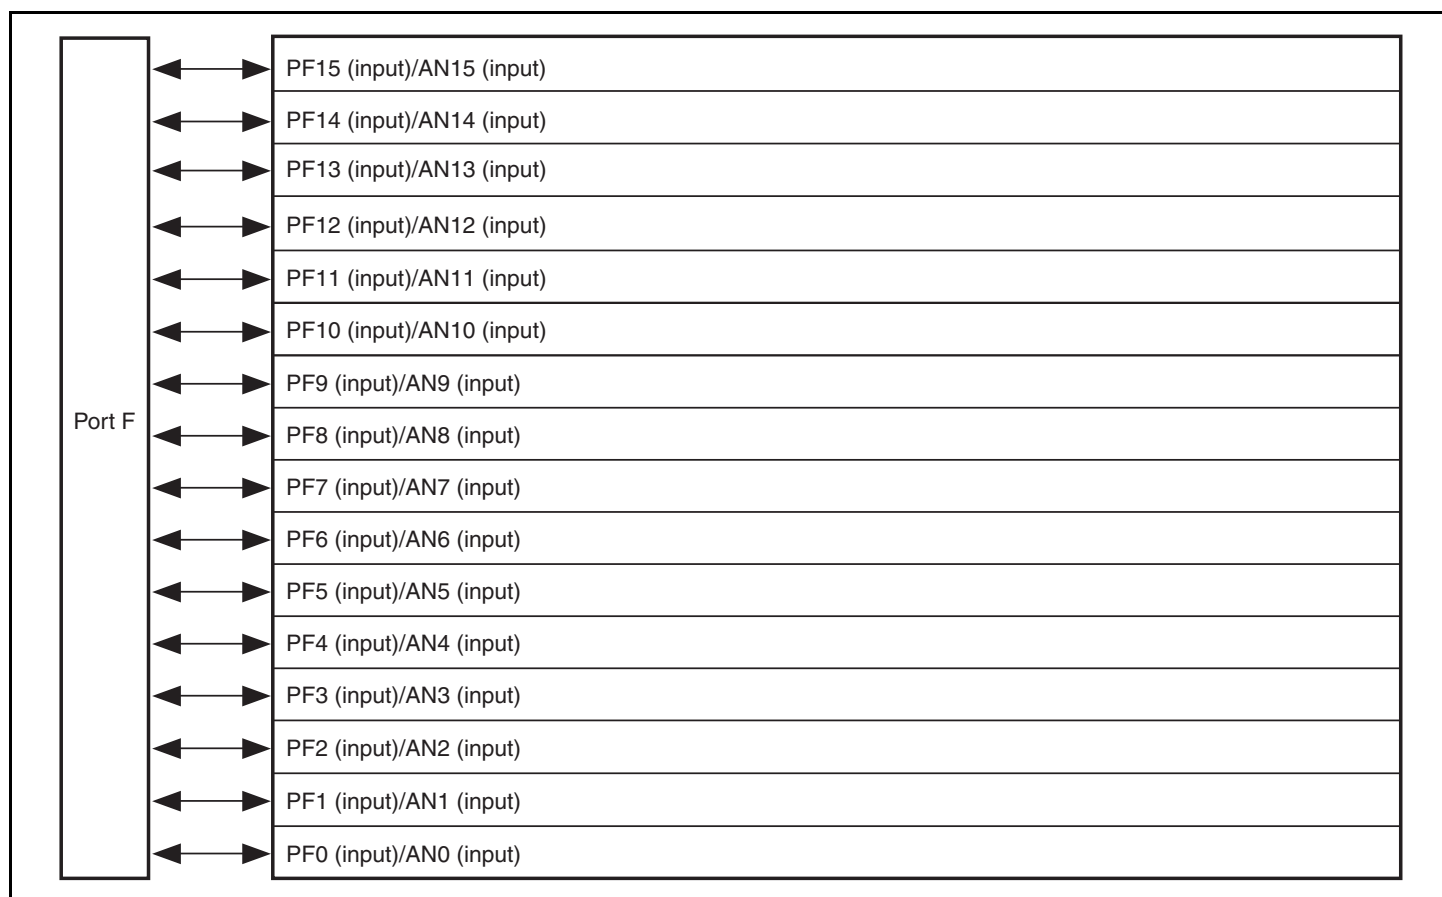 PF15 (input)/AN15 (input)
PF14 (input)/AN14 (input)
PF13 (input)/AN13 (input)
PF12 (input)/AN12 (input)
PF11 (input)/AN11 (input)
PF10 (input)/AN10 (input)
PF9 (input)/AN9 (input)
Port F
PF8 (input)/AN8 (input)
PF7 (input)/AN7 (input)
PF6 (input)/AN6 (input)
PF5 (input)/AN5 (input)
PF4 (input)/AN4 (input)
PF3 (input)/AN3 (input)
PF2 (input)/AN2 (input)
PF1 (input)/AN1 (input)
PF0 (input)/AN0 (input)